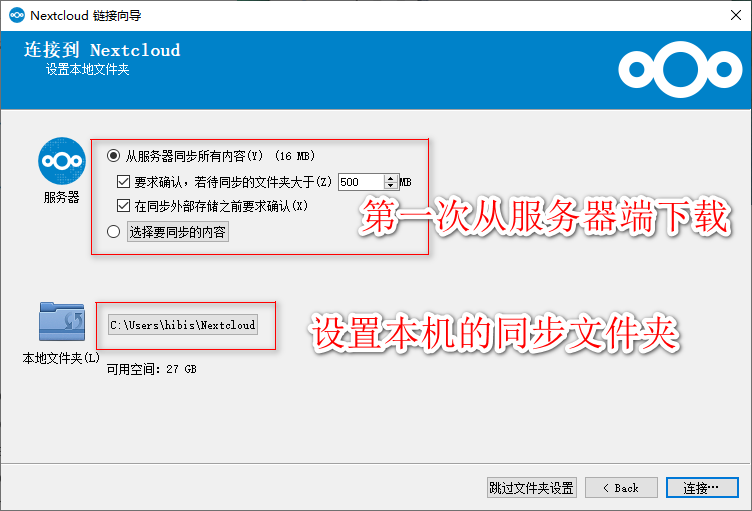 Nextcloud 链接向导
连接到 Nextcloud
设置本地文件夹
服务器
从服务器同步所有内容(Y) (16 MB)
要求确认，若待同步的文件夹大于(Z) 500 MB
在同步外部存储之前要求确认(X)
选择要同步的内容
第一次从服务器端下载
C:\Users\hibis\Nextcloud
设置本机的同步文件夹
本地文件夹(L)
可用空间：27 GB
跳过文件夹设置
< Back
连接…